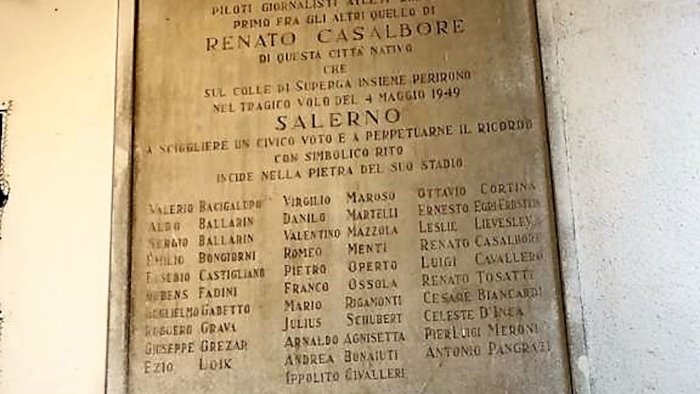 PILOTI GIORNALISTI ATLETI
PRIMO FRA GLI ALTRI QUELLO DI
RENATO CASALBORE
DI QUESTA CITTÀ NATIVO
CHE
SUL COLLE DI SUPERGA INSIEME PERIRONO
NEL TRAGICO VOLO DEL 4 MAGGIO 1949
SALERNO
A SCIOGLIERE UN CIVICO VOTO E A PERPETUARNE IL RICORDO
CON SIMBOLICO RITO
INCIDE NELLA PIETRA DEL SUO STADIO
VALERIO BACIGALUPO
ALDO BALLARIN
SERGIO BALLARIN
EMILIO BONGIORNI
EUSEBIO CASTIGLIANO
RUBENS FADINI
GUGLIELMO GABETTO
RUGGERO GRAVA
GIUSEPPE GREZAR
EZIO LOIK
VIRGILIO MAROSO
DANILO MARTELLI
VALENTINO MAZZOLA
ROMEO MENTI
PIETRO OPERTO
FRANCO OSSOLA
MARIO RIGAMONTI
JULIUS SCHUBERT
ARNALDO AGNISETTA
ANDREA BONAIUTI
IPPOLITO CIVALLERI
OTTAVIO CORTINA
ERNESTO EGRI-ERBSTEIN
LESLIE LIEVESLEY
RENATO CASALBORE
LUIGI CAVALLERO
RENATO TOSATTI
CESARE BIANCARDI
CELESTE D'INCA
PIERLUIGI MERONI
ANTONIO PANGRAZI